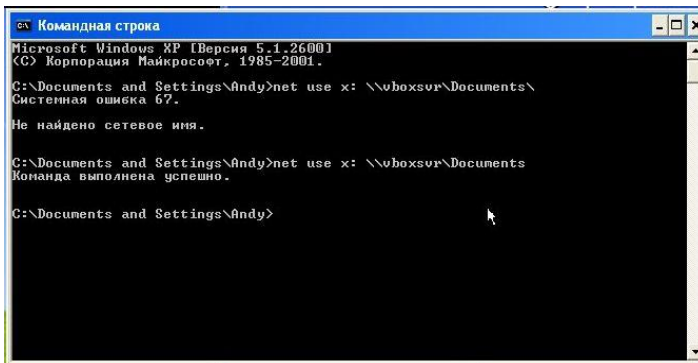 Командная строка
Microsoft Windows XP [Версия 5.1.2600]
(C) Корпорация Майкрософт, 1985-2001.
C:\Documents and Settings\Andy>net use x: \\vboxsvr\Documents\
Системная ошибка 67.
Не найдено сетевое имя.
C:\Documents and Settings\Andy>net use x: \\vboxsvr\Documents
Команда выполнена успешно.
C:\Documents and Settings\Andy>